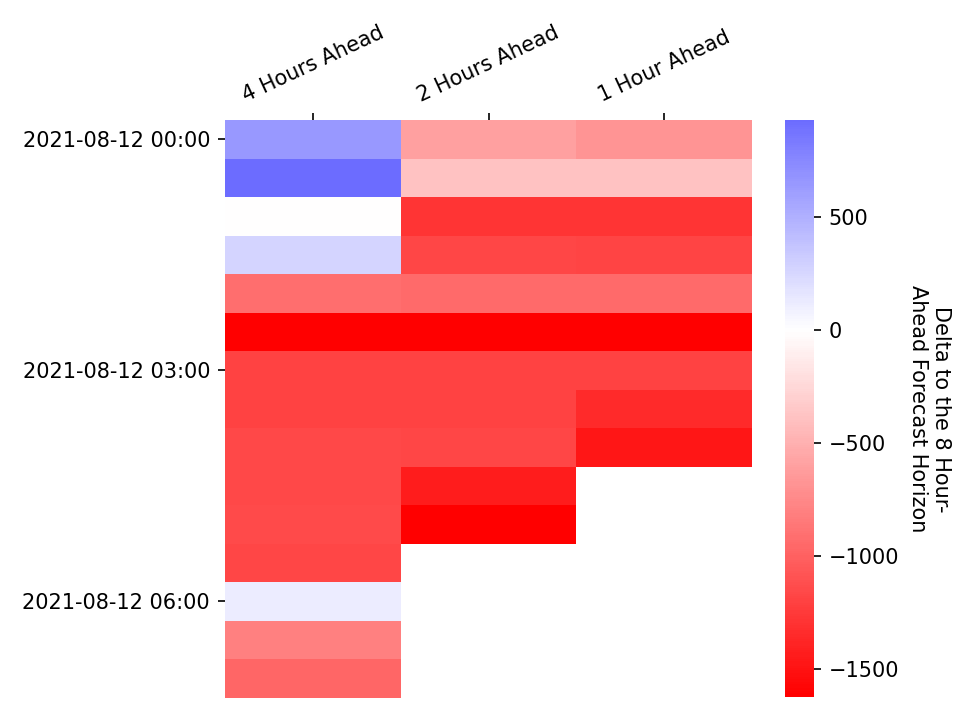 4 Hours Ahead
2 Hours Ahead
1 Hour Ahead
2021-08-12 00:00
2021-08-12 03:00
2021-08-12 06:00
500
0
−500
−1000
−1500
Delta to the 8 Hour-
Ahead Forecast Horizon